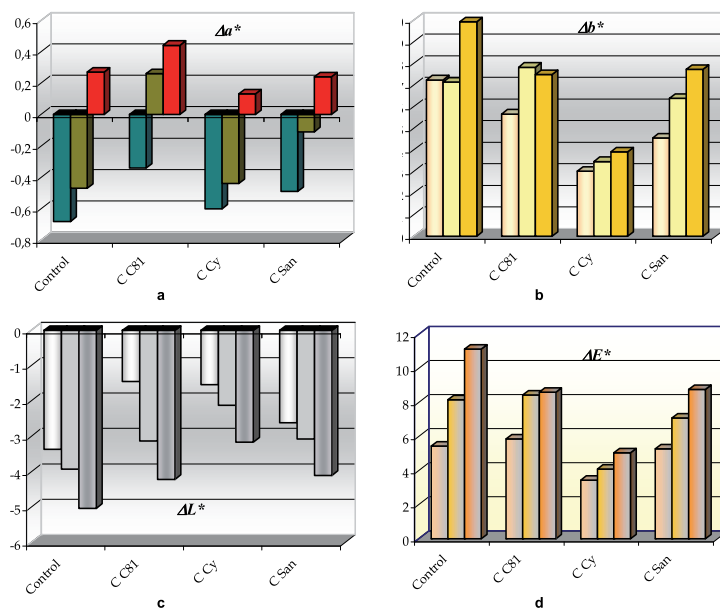 Δa*
0,6
0,4
0,2
0
-0,2
-0,4
-0,6
-0,8
Control
C C81
C Cy
C San
a
Δb*
Control
C C81
C Cy
C San
b
ΔL*
0
-1
-2
-3
-4
-5
-6
Control
C C81
C Cy
C San
c
ΔE*
12
10
8
6
4
2
0
Control
C C81
C Cy
C San
d